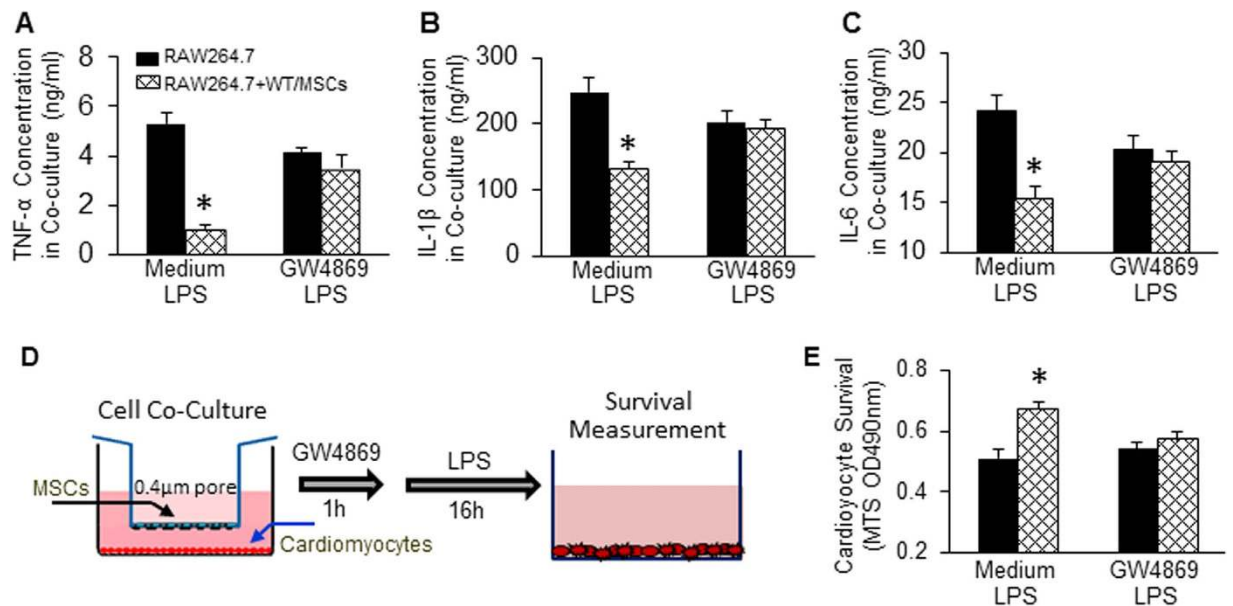 A
TNF-α Concentration
in Co-culture (ng/ml)
8
6
4
2
0
RAW264.7
RAW264.7+WT/MSCs
*
Medium
LPS
GW4869
LPS
B
IL-1β Concentration
in Co-culture (ng/ml)
300
200
100
0
*
Medium
LPS
GW4869
LPS
C
IL-6 Concentration
in Co-culture (ng/ml)
30
25
20
15
10
*
Medium
LPS
GW4869
LPS
D
Cell Co-Culture
MSCs
0.4µm pore
Cardiomyocytes
GW4869
1h
LPS
16h
Survival
Measurement
E
Cardioyocyte Survival
(MTS OD490nm)
0.8
0.6
0.4
0.2
*
Medium
LPS
GW4869
LPS